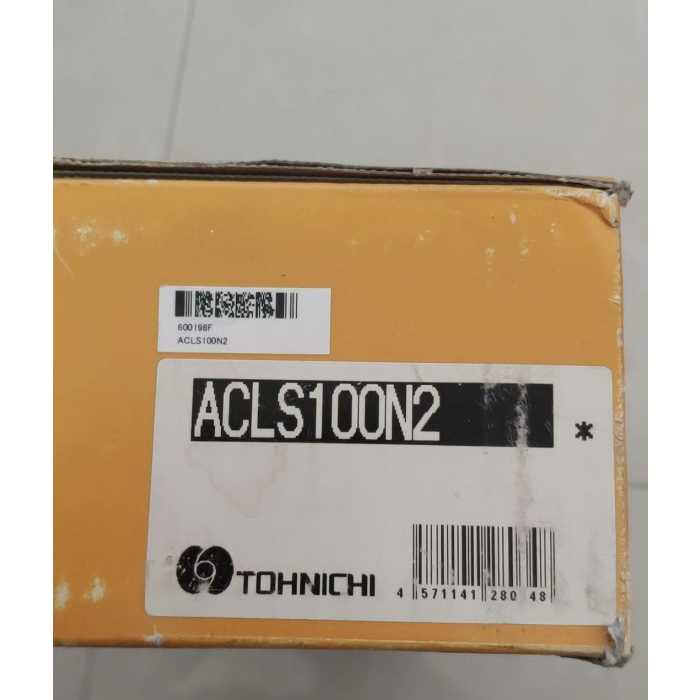 600198F
ACLS100N2
ACLS100N2
*
TOHNICHI
4 571141 280 48